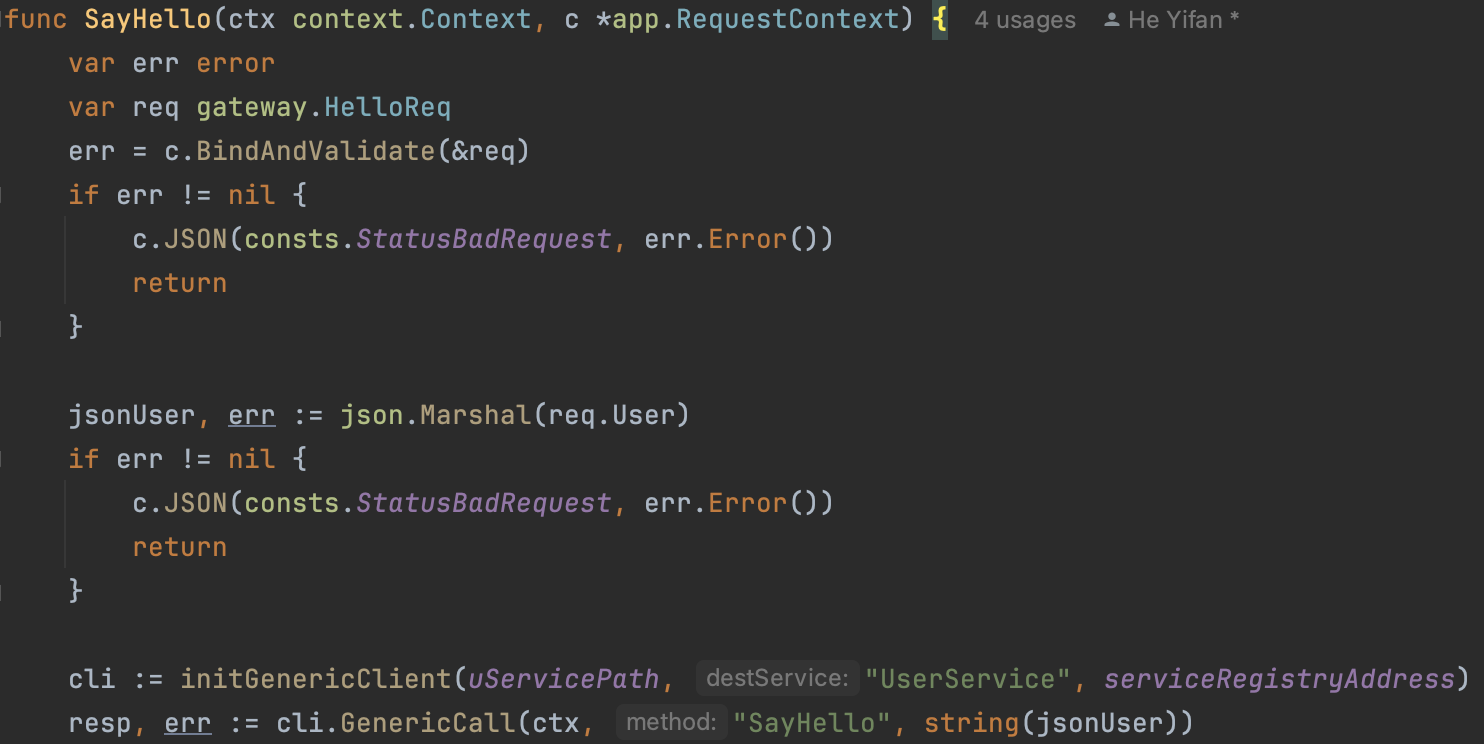 func SayHello(ctx context.Context, c *app.RequestContext) { 4 usages He Yifan *
var err error
var req gateway.HelloReq
err = c.BindAndValidate(&req)
if err != nil {
c.JSON(consts.StatusBadRequest, err.Error())
return
}
jsonUser, err := json.Marshal(req.User)
if err != nil {
c.JSON(consts.StatusBadRequest, err.Error())
return
}
cli := initGenericClient(uServicePath, destService: "UserService", serviceRegistryAddress)
resp, err := cli.GenericCall(ctx, method: "SayHello", string(jsonUser))